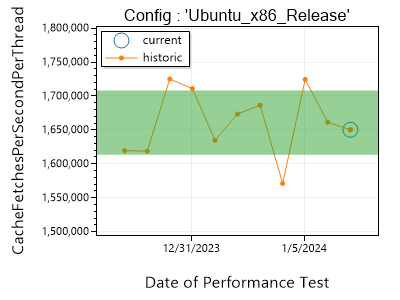 Config : 'Ubuntu_x86_Release'
CacheFetchesPerSecondPerThread
1,800,000
1,750,000
1,700,000
1,650,000
1,600,000
1,550,000
1,500,000
current
historic
12/31/2023
1/5/2024
Date of Performance Test